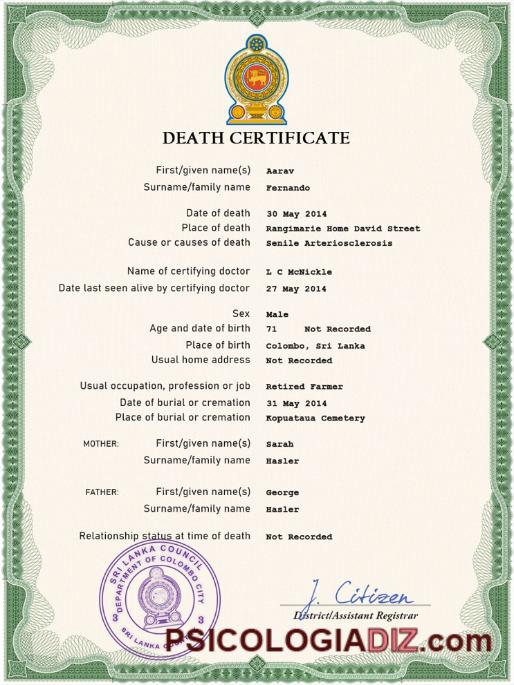 DEATH CERTIFICATE
First/given name(s) Aarav
Surname/family name Fernando
Date of death 30 May 2014
Place of death Rangimarie Home David Street
Cause or causes of death Senile Arteriosclerosis
Name of certifying doctor L C McNickle
Date last seen alive by certifying doctor 27 May 2014
Sex Male
Age and date of birth 71 Not Recorded
Place of birth Colombo, Sri Lanka
Usual home address Not Recorded
Usual occupation, profession or job Retired Farmer
Date of burial or cremation 31 May 2014
Place of burial or cremation Kopuataua Cemetery
MOTHER: First/given name(s) Sarah
Surname/family name Hasler
FATHER: First/given name(s) George
Surname/family name Hasler
Relationship status at time of death Not Recorded
SRI LANKA COUNCIL
DEPARTMENT OF COLOMBO CITY
3 3
SRI LANKA COUNCIL
J. Citizen
District/Assistant Registrar
PSICOLOGIADIZ.com